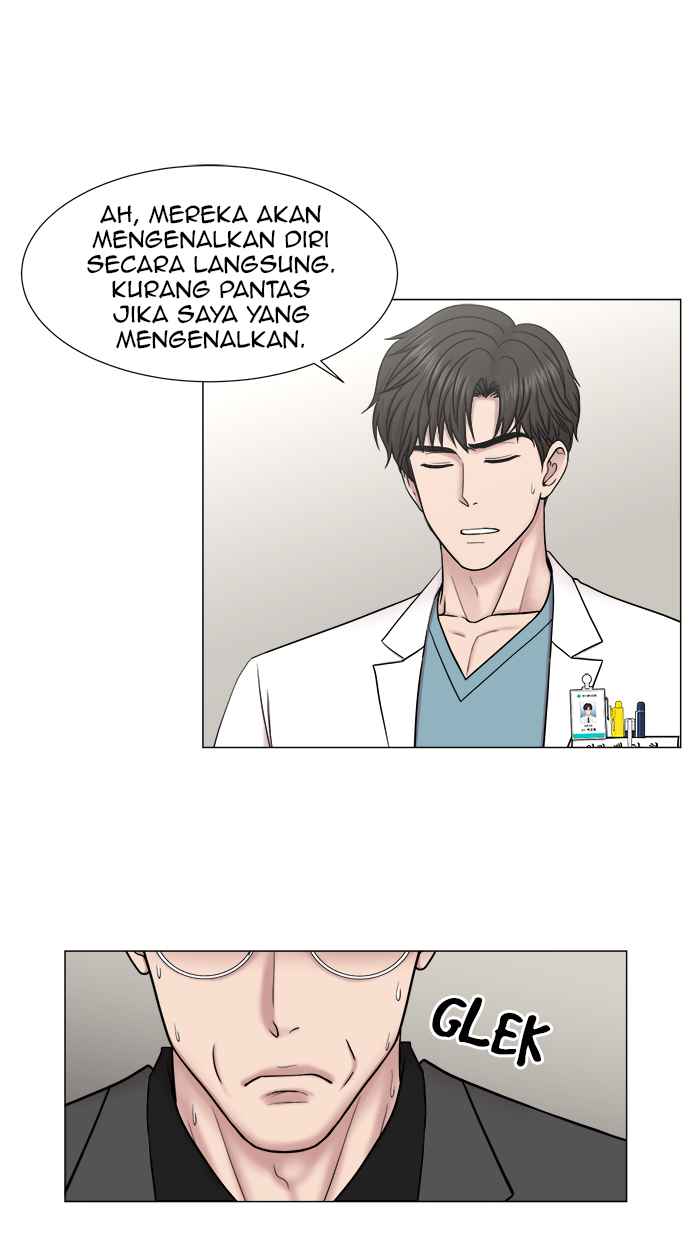 AH, MEREKA AKAN
MENGENALKAN DIRI
SECARA LANGSUNG.
KURANG PANTAS
JIKA SAYA YANG
MENGENALKAN.
GLEK